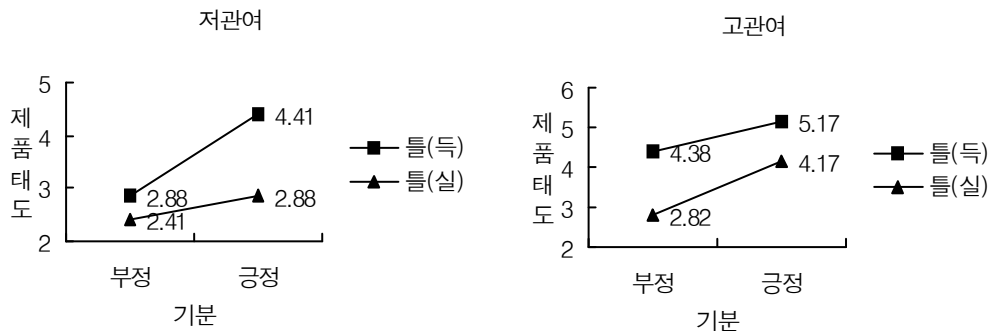 저관여
5
4
3
2
제품태도
4.41
2.88
2.88
2.41
틀(득)
틀(실)
부정
긍정
기분
고관여
6
5
4
3
2
제품태도
5.17
4.38
4.17
2.82
틀(득)
틀(실)
부정
긍정
기분